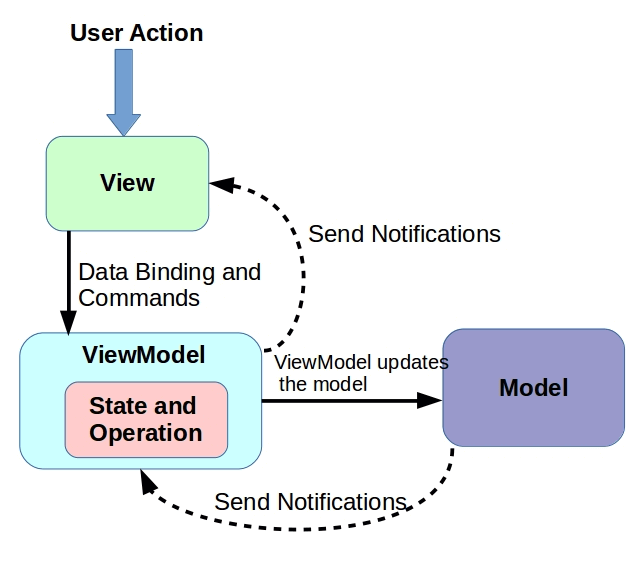 User Action
View
Send Notifications
Data Binding and
Commands
ViewModel
ViewModel updates
the model
Model
State and
Operation
Send Notifications